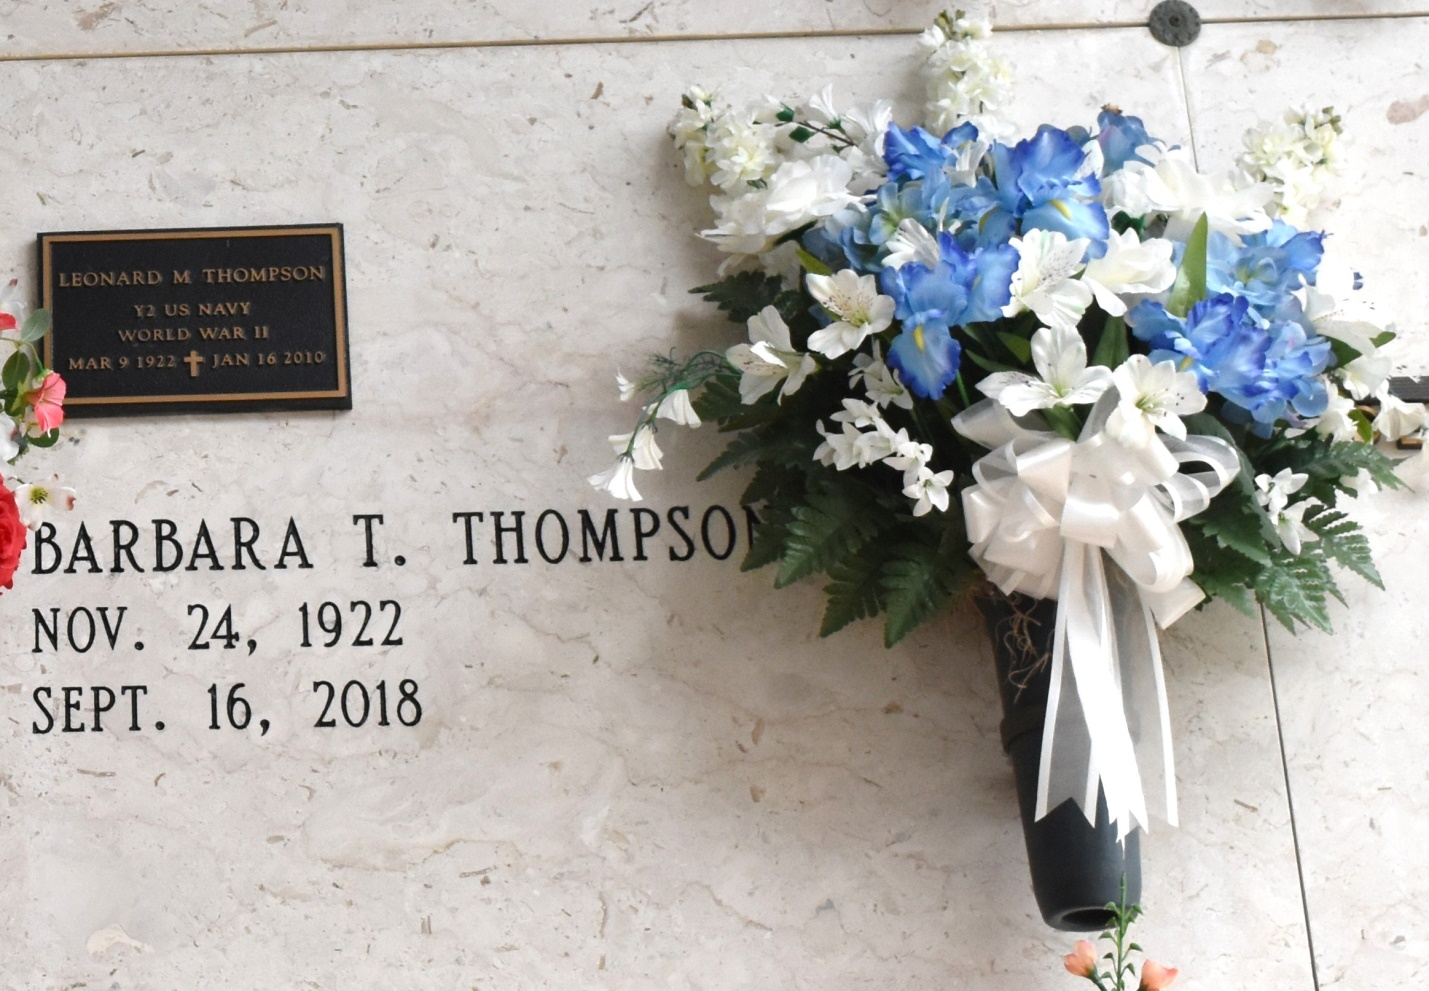 LEONARD M THOMPSON
Y2 US NAVY
WORLD WAR II
MAR 9 1922 ✝ JAN 16 2010
BARBARA T. THOMPSON
NOV. 24, 1922
SEPT. 16, 2018